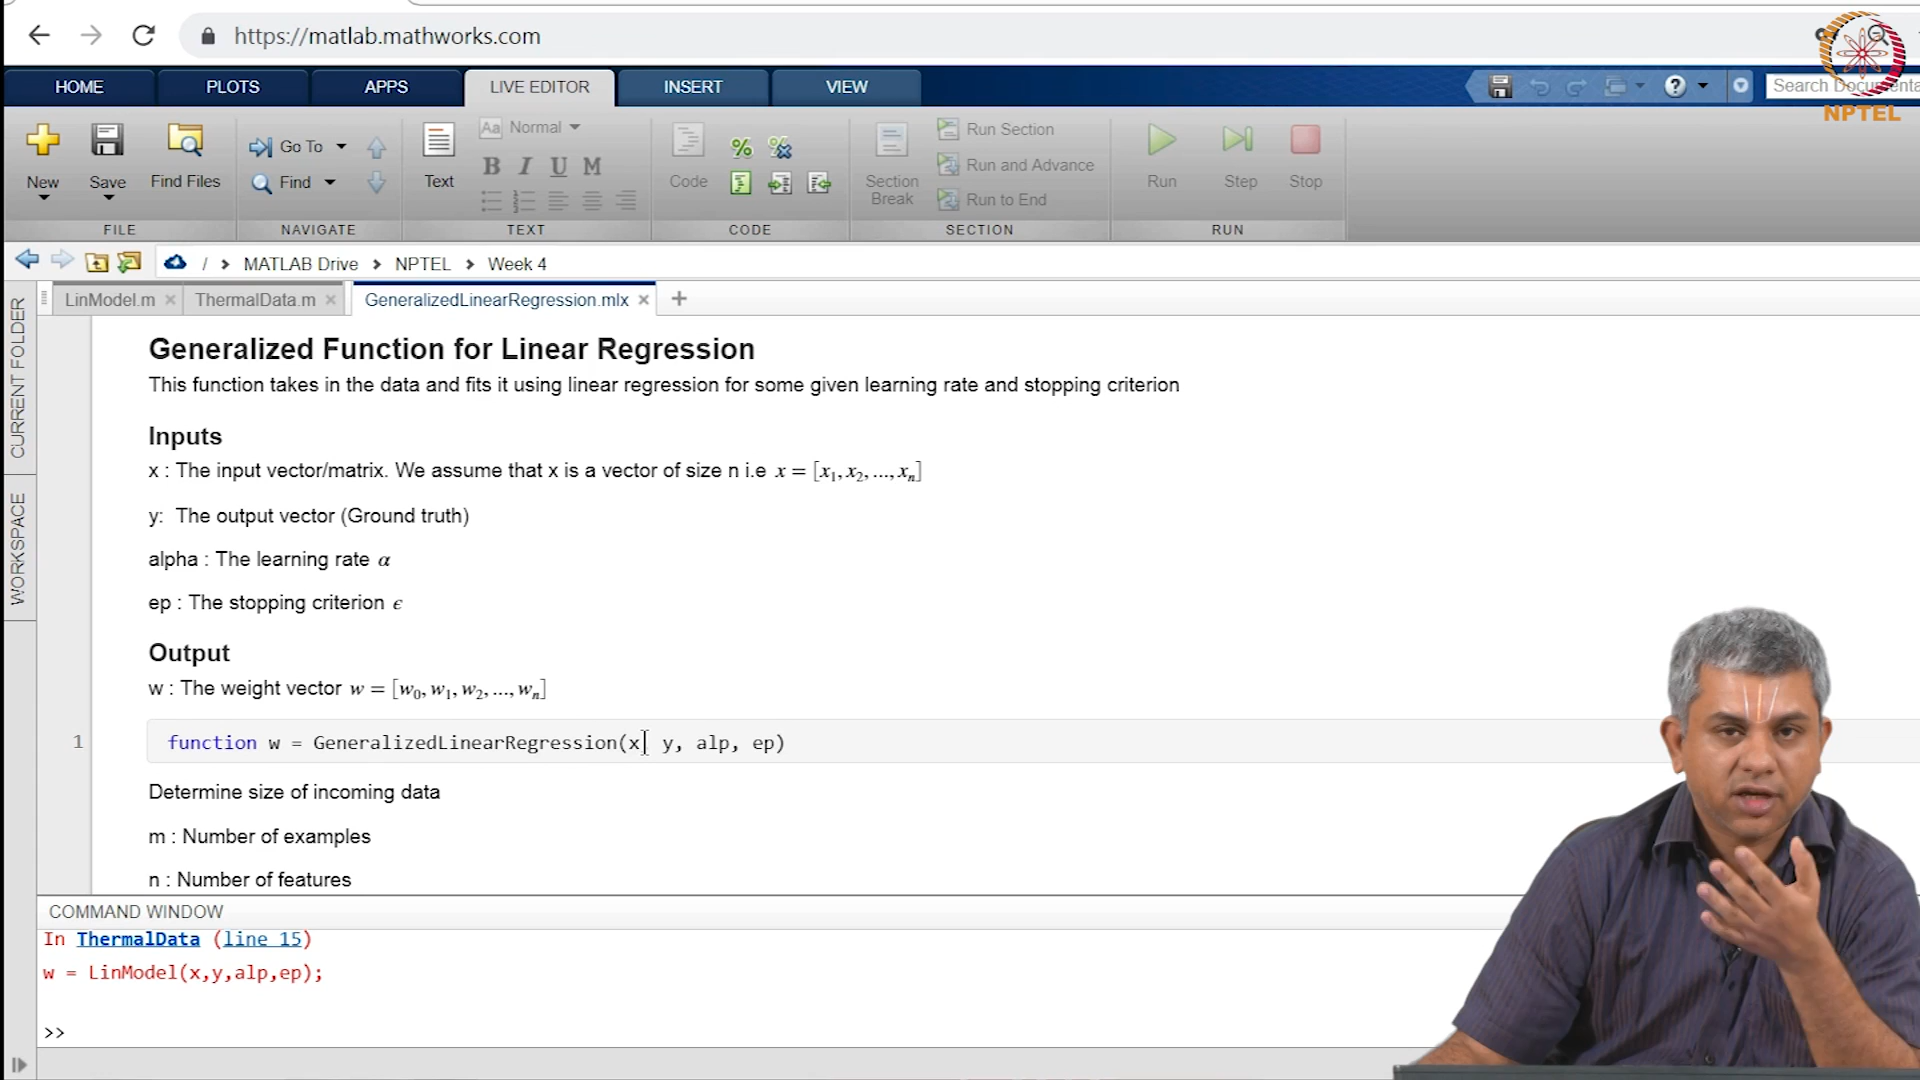 https://matlab.mathworks.com
NPTEL
HOME PLOTS APPS LIVE EDITOR INSERT VIEW
Search
New Save Find Files
Go To
Find
Text
Aa Normal
B I U M
Code
Section Break
Run Section
Run and Advance
Run to End
Run Step Stop
FILE NAVIGATE TEXT CODE SECTION RUN
/ > MATLAB Drive > NPTEL > Week 4
LinModel.m × ThermalData.m × GeneralizedLinearRegression.mlx × +
CURRENT FOLDER
WORKSPACE
Generalized Function for Linear Regression
This function takes in the data and fits it using linear regression for some given learning rate and stopping criterion
Inputs
x : The input vector/matrix. We assume that x is a vector of size n i.e x = [x₁, x₂, ..., xₙ]
y: The output vector (Ground truth)
alpha : The learning rate α
ep : The stopping criterion ϵ
Output
w : The weight vector w = [w₀, w₁, w₂, ..., wₙ]
1 function w = GeneralizedLinearRegression(x y, alp, ep)
Determine size of incoming data
m : Number of examples
n : Number of features
COMMAND WINDOW
In ThermalData (line 15)
w = LinModel(x,y,alp,ep);
>>